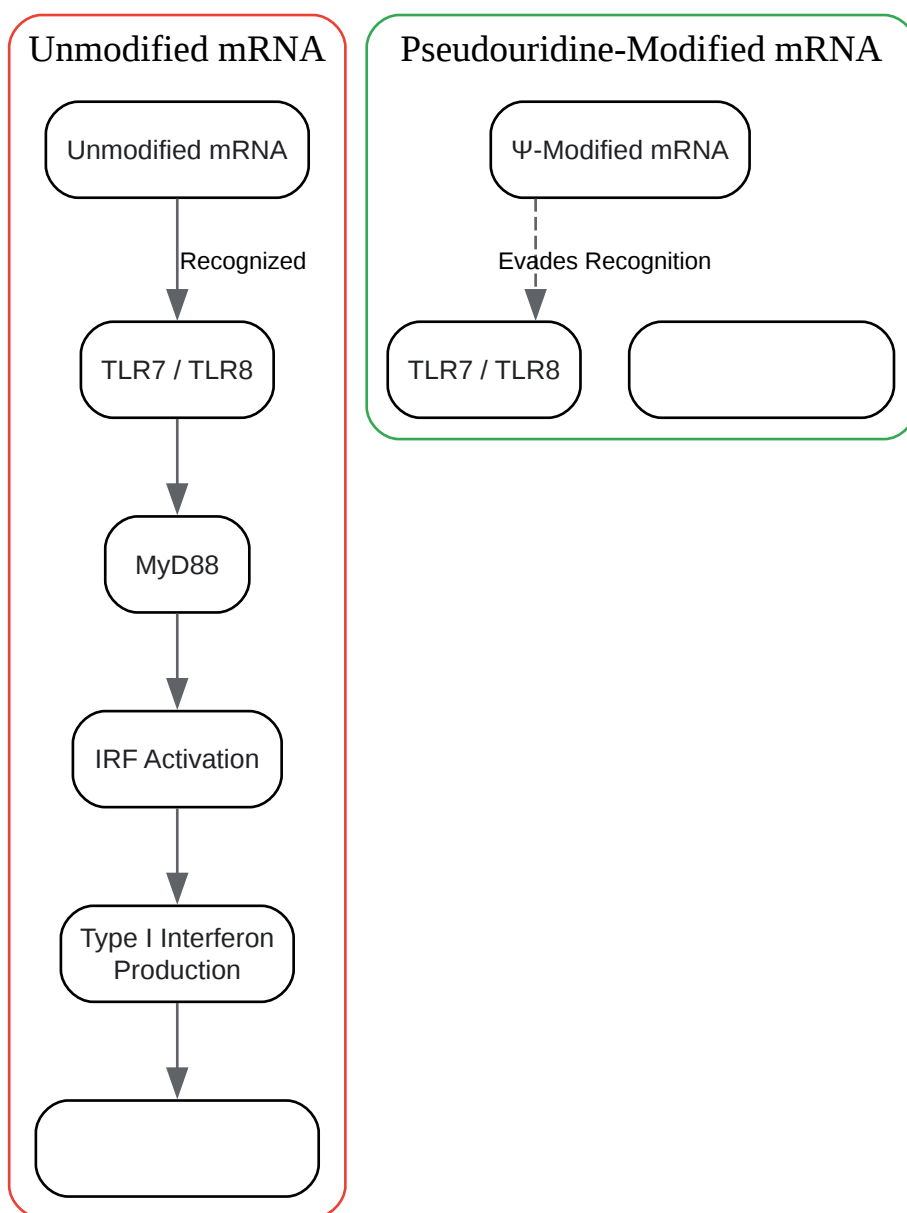 Unmodified mRNA
Unmodified mRNA
Recognized
TLR7 / TLR8
MyD88
IRF Activation
Type I Interferon
Production
Pseudouridine-Modified mRNA
Ψ-Modified mRNA
Evades Recognition
TLR7 / TLR8